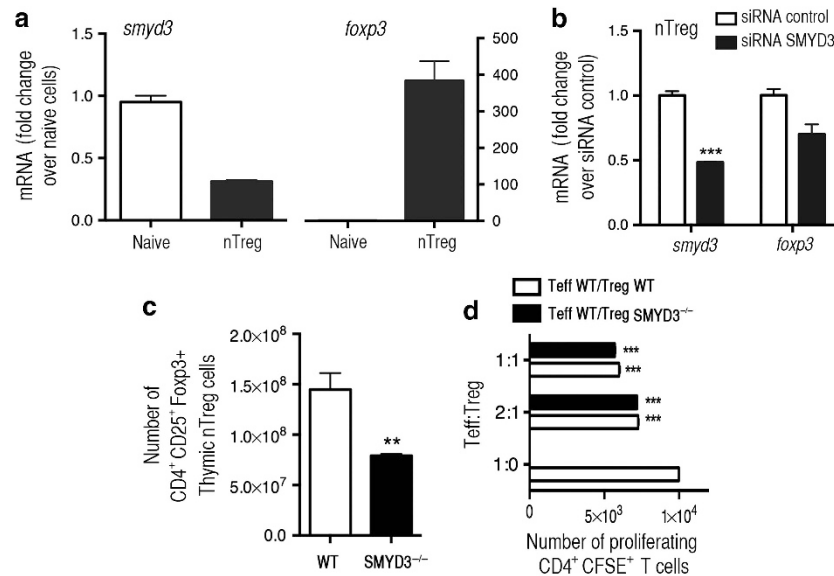 a
smyd3
foxp3
mRNA (fold change
over naive cells)
1.5
1.0
0.5
0.0
Naive
nTreg
500
400
300
200
100
0
Naive
nTreg
b
nTreg
siRNA control
siRNA SMYD3
mRNA (fold change
over siRNA control)
1.5
1.0
0.5
0.0
***
smyd3
foxp3
c
Number of
CD4⁺ CD25⁺ Foxp3+
Thymic nTreg cells
2.0×10⁸
1.5×10⁸
1.0×10⁸
5.0×10⁷
0
**
WT
SMYD3⁻/⁻
d
Teff WT/Treg WT
Teff WT/Treg SMYD3⁻/⁻
Teff:Treg
1:1
***
***
2:1
***
***
1:0
0
5×10³
1×10⁴
Number of proliferating
CD4⁺ CFSE⁺ T cells